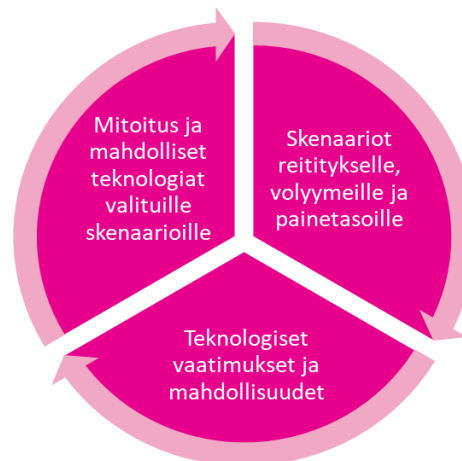 Mitoitus ja
mahdolliset
teknologiat
valituille
skenaarioille
Skenaariot
reititykselle,
volyymeille ja
painetasoille
Teknologiset
vaatimukset ja
mahdollisuudet